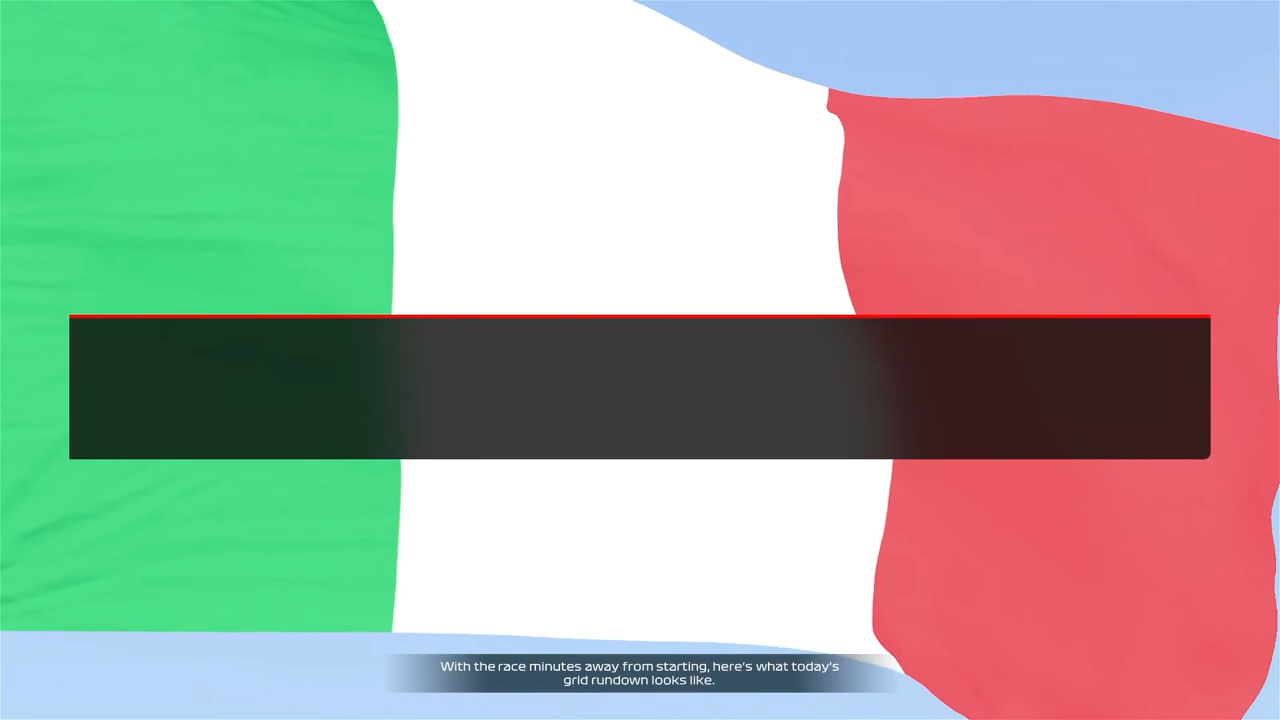 With the race minutes away from starting, here's what today's
grid rundown looks like.